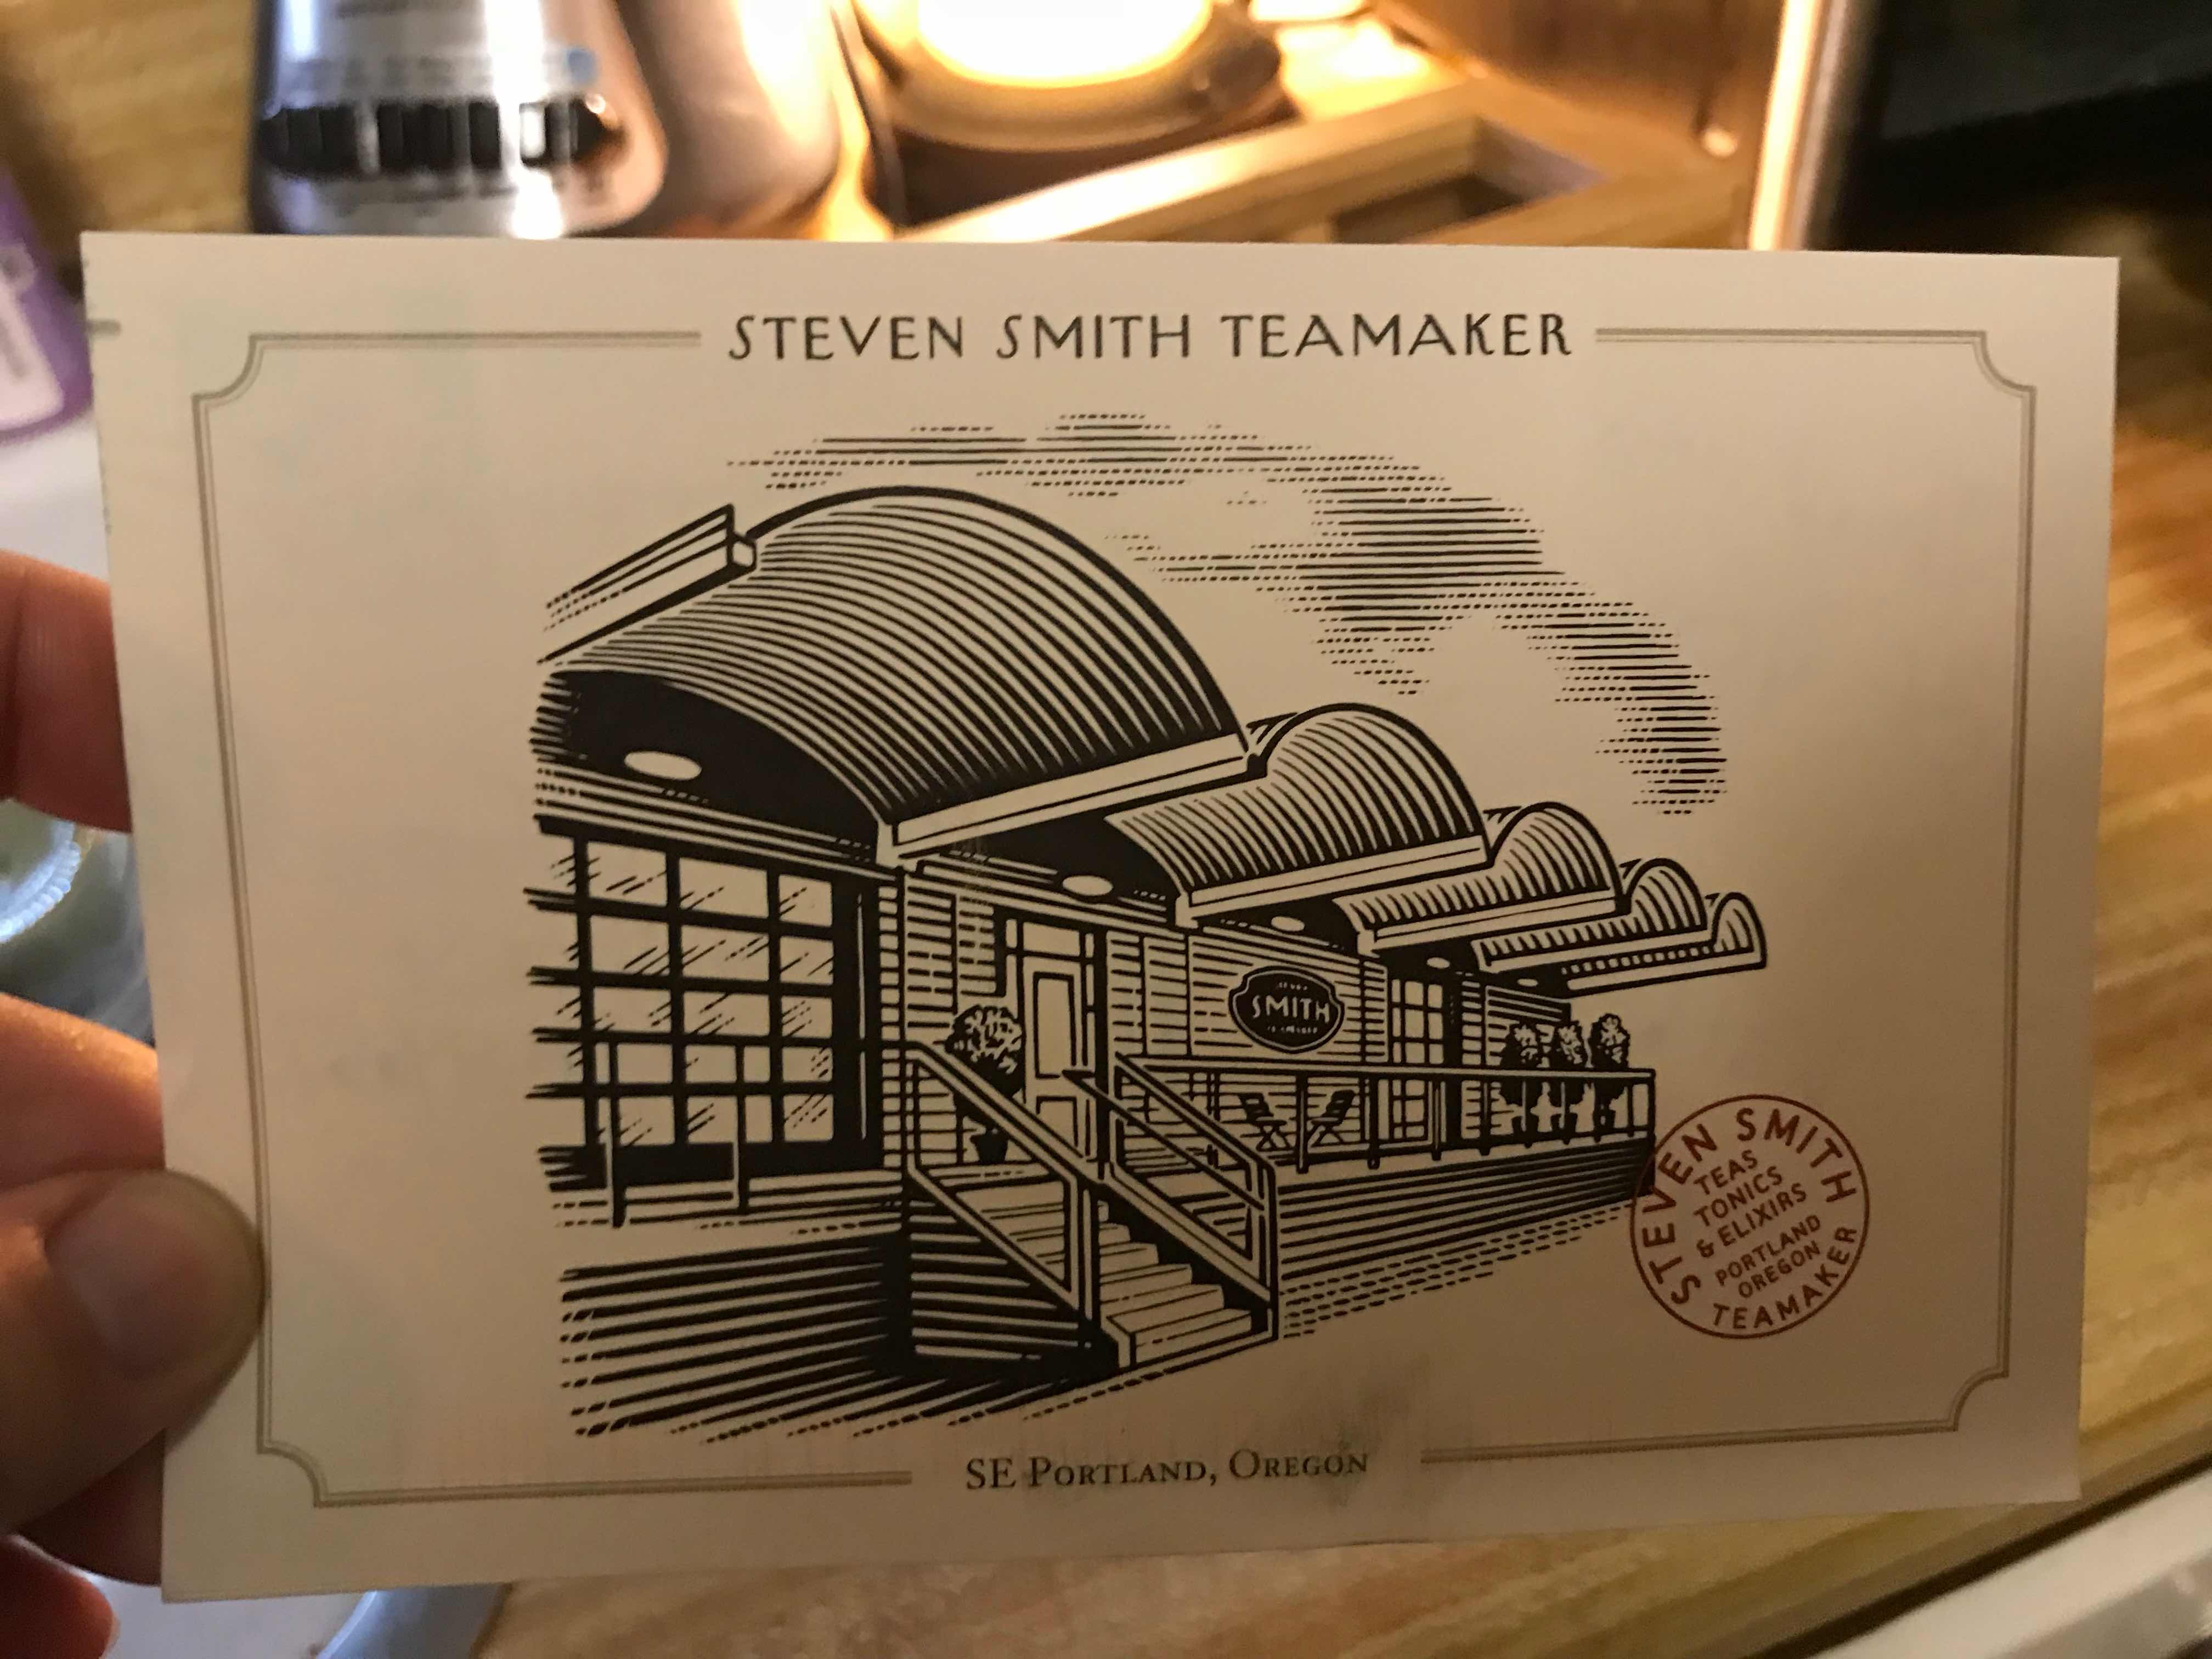 STEVEN SMITH TEAMAKER
SMITH
STEVEN SMITH
TEAS
TONICS
& ELIXIRS
PORTLAND
OREGON
TEAMAKER
SE PORTLAND, OREGON